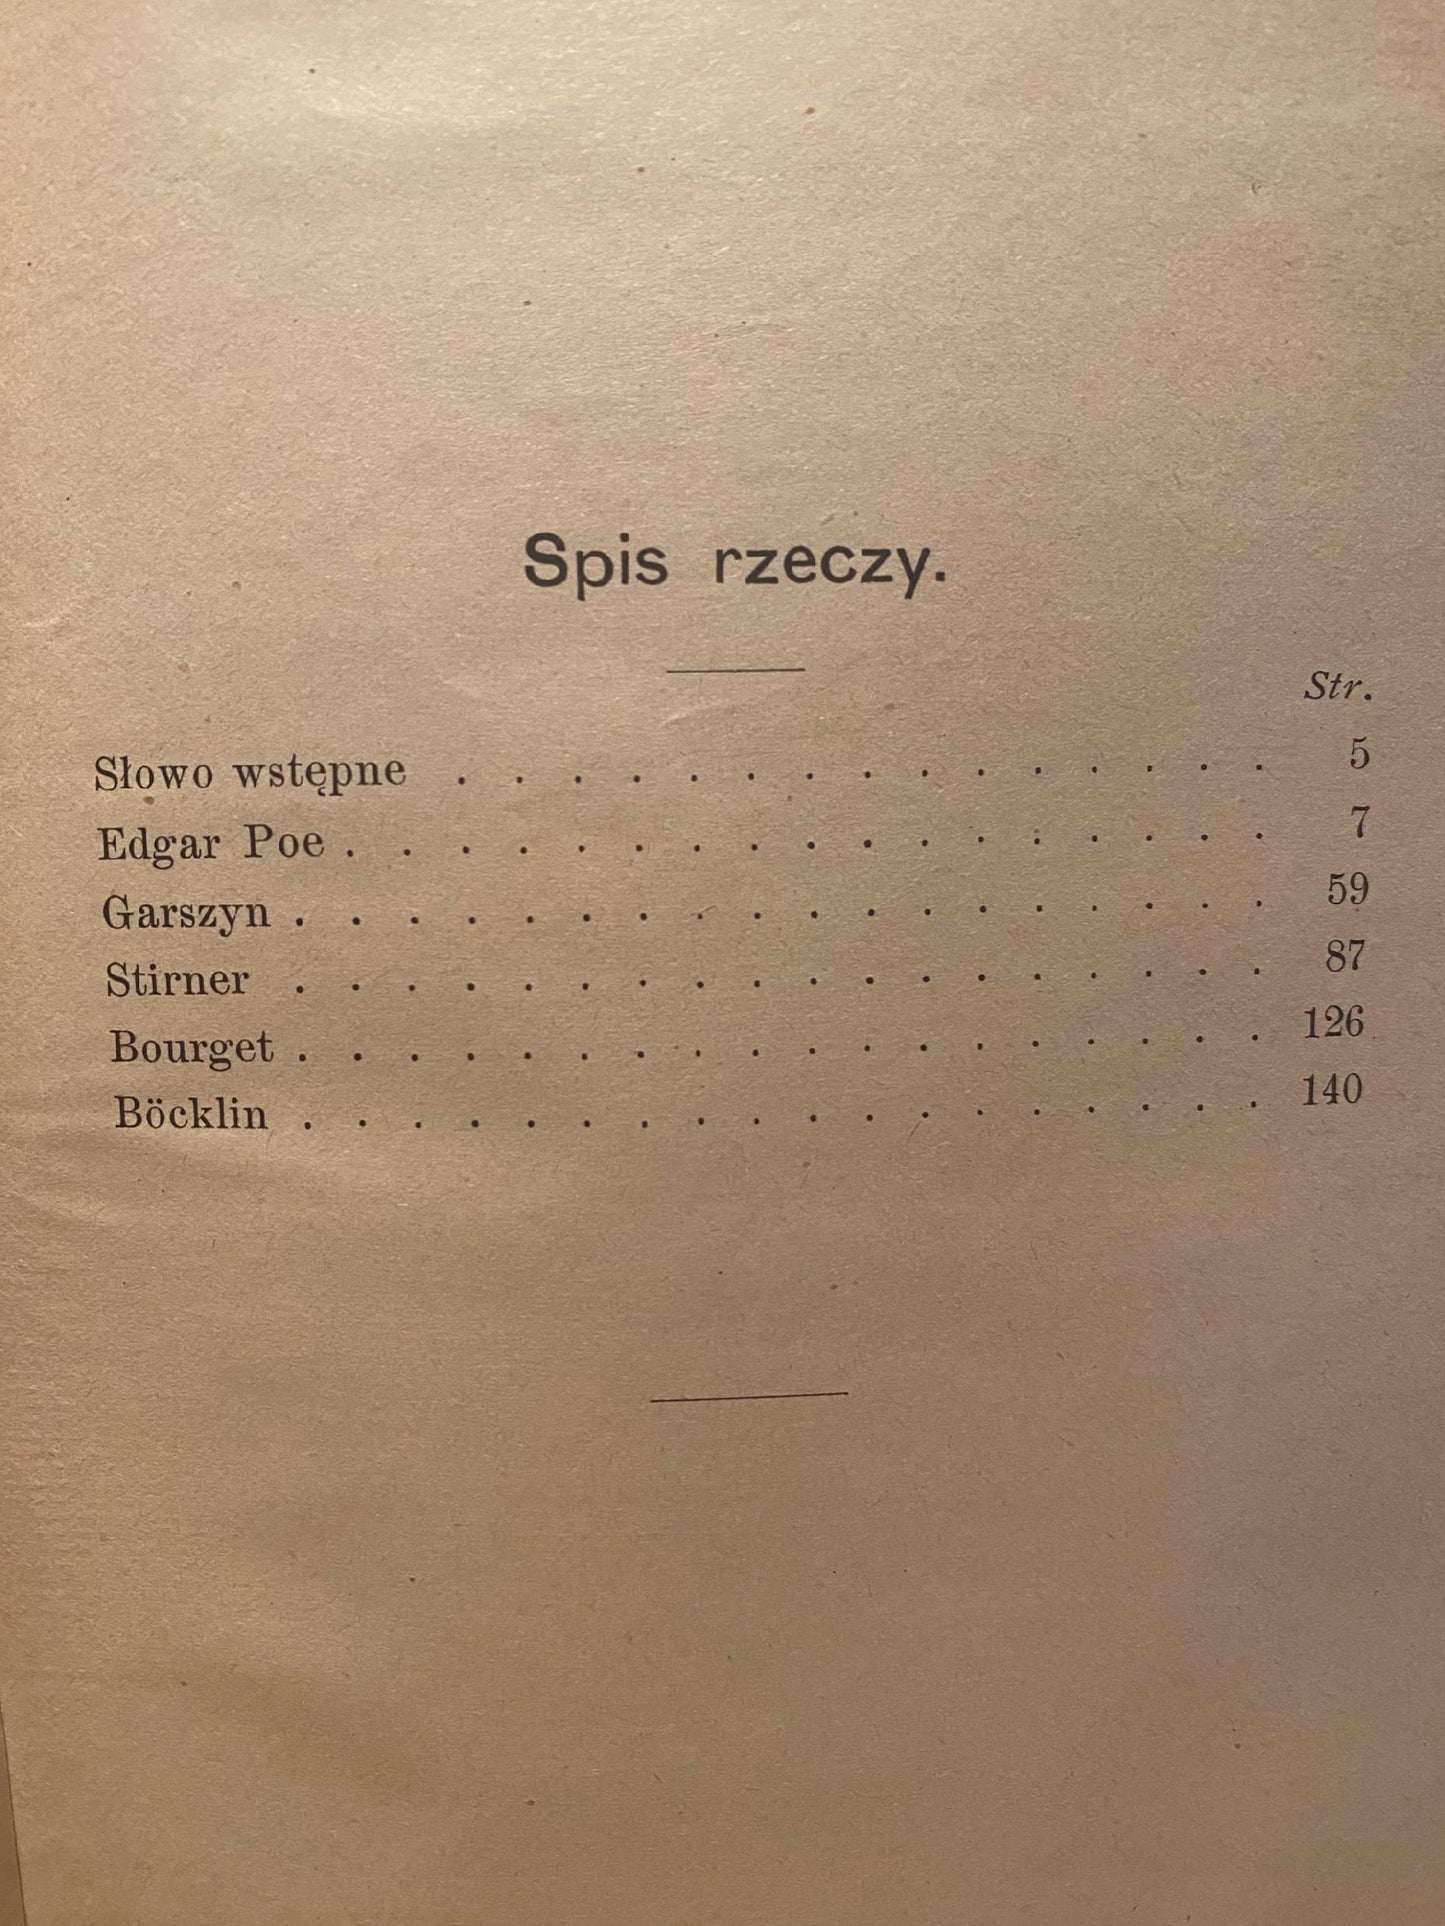 Spis rzeczy.
Str.
Słowo wstępne . . . . . . . . . . . . . . . 5
Edgar Poe . . . . . . . . . . . . . . . . . 7
Garszyn . . . . . . . . . . . . . . . . . . 59
Stirner . . . . . . . . . . . . . . . . . . 87
Bourget . . . . . . . . . . . . . . . . . . 126
Böcklin . . . . . . . . . . . . . . . . . . 140